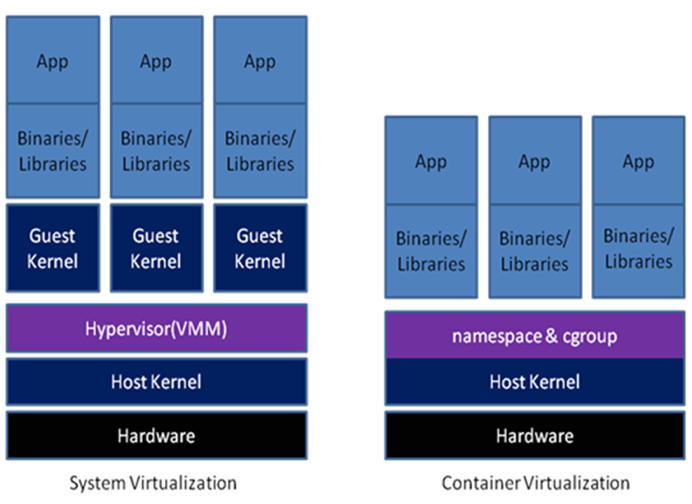 App
App
App
Binaries/
Libraries
Binaries/
Libraries
Binaries/
Libraries
Guest
Kernel
Guest
Kernel
Guest
Kernel
Hypervisor(VMM)
Host Kernel
Hardware
System Virtualization
App
App
App
Binaries/
Libraries
Binaries/
Libraries
Binaries/
Libraries
namespace & cgroup
Host Kernel
Hardware
Container Virtualization